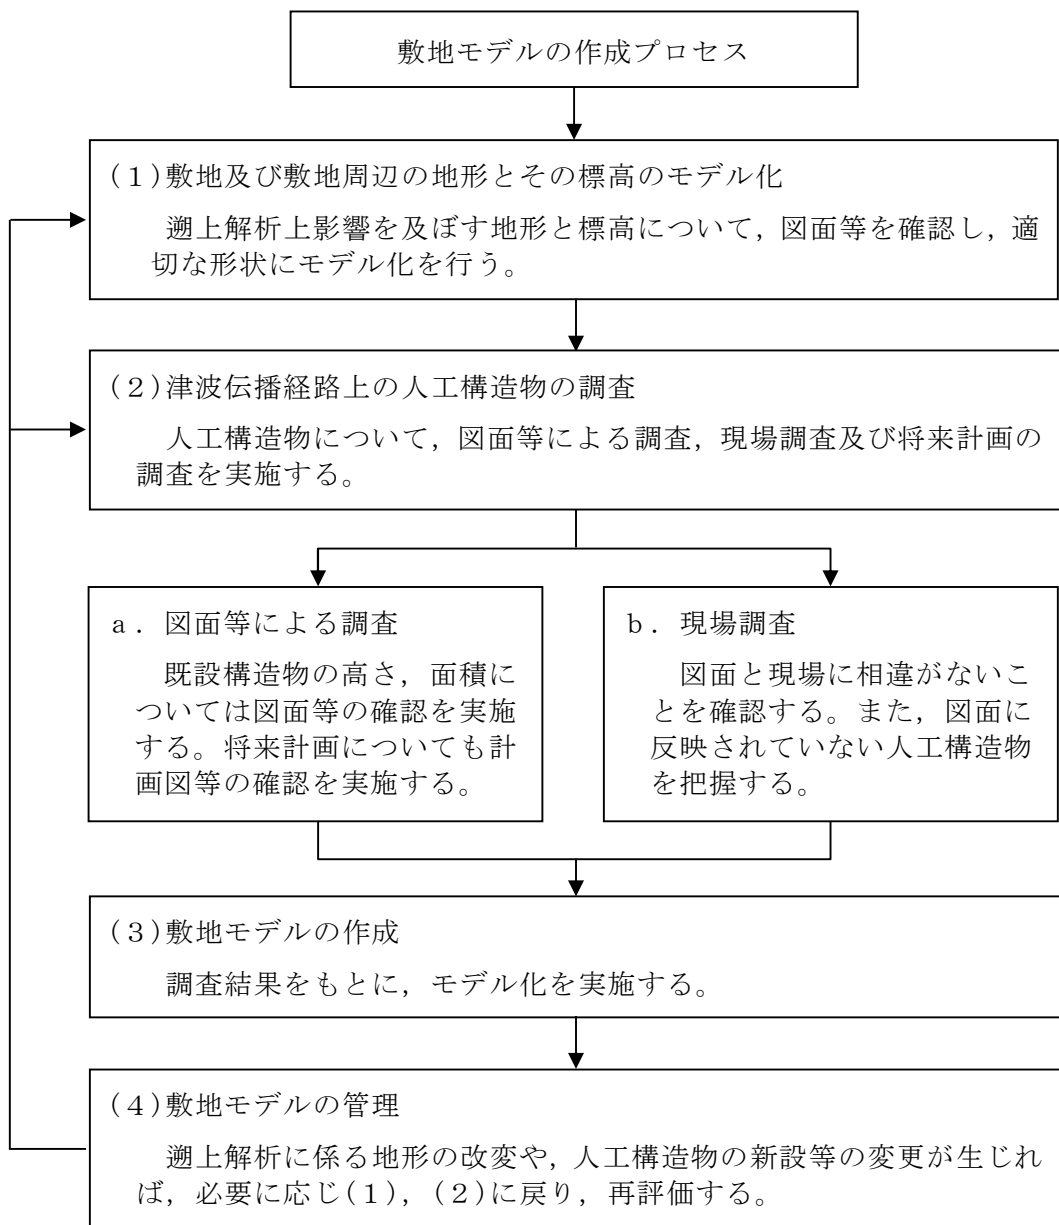 敷地モデルの作成プロセス
(1)敷地及び敷地周辺の地形とその標高のモデル化
遡上解析上影響を及ぼす地形と標高について，図面等を確認し，適
切な形状にモデル化を行う。
(2)津波伝播経路上の人工構造物の調査
人工構造物について，図面等による調査，現場調査及び将来計画の
調査を実施する。
a．図面等による調査
既設構造物の高さ，面積に
ついては図面等の確認を実施
する。将来計画についても計
画図等の確認を実施する。
b．現場調査
図面と現場に相違がないこ
とを確認する。また，図面に
反映されていない人工構造物
を把握する。
(3)敷地モデルの作成
調査結果をもとに，モデル化を実施する。
(4)敷地モデルの管理
遡上解析に係る地形の改変や，人工構造物の新設等の変更が生じれ
ば，必要に応じ(1)，(2)に戻り，再評価する。